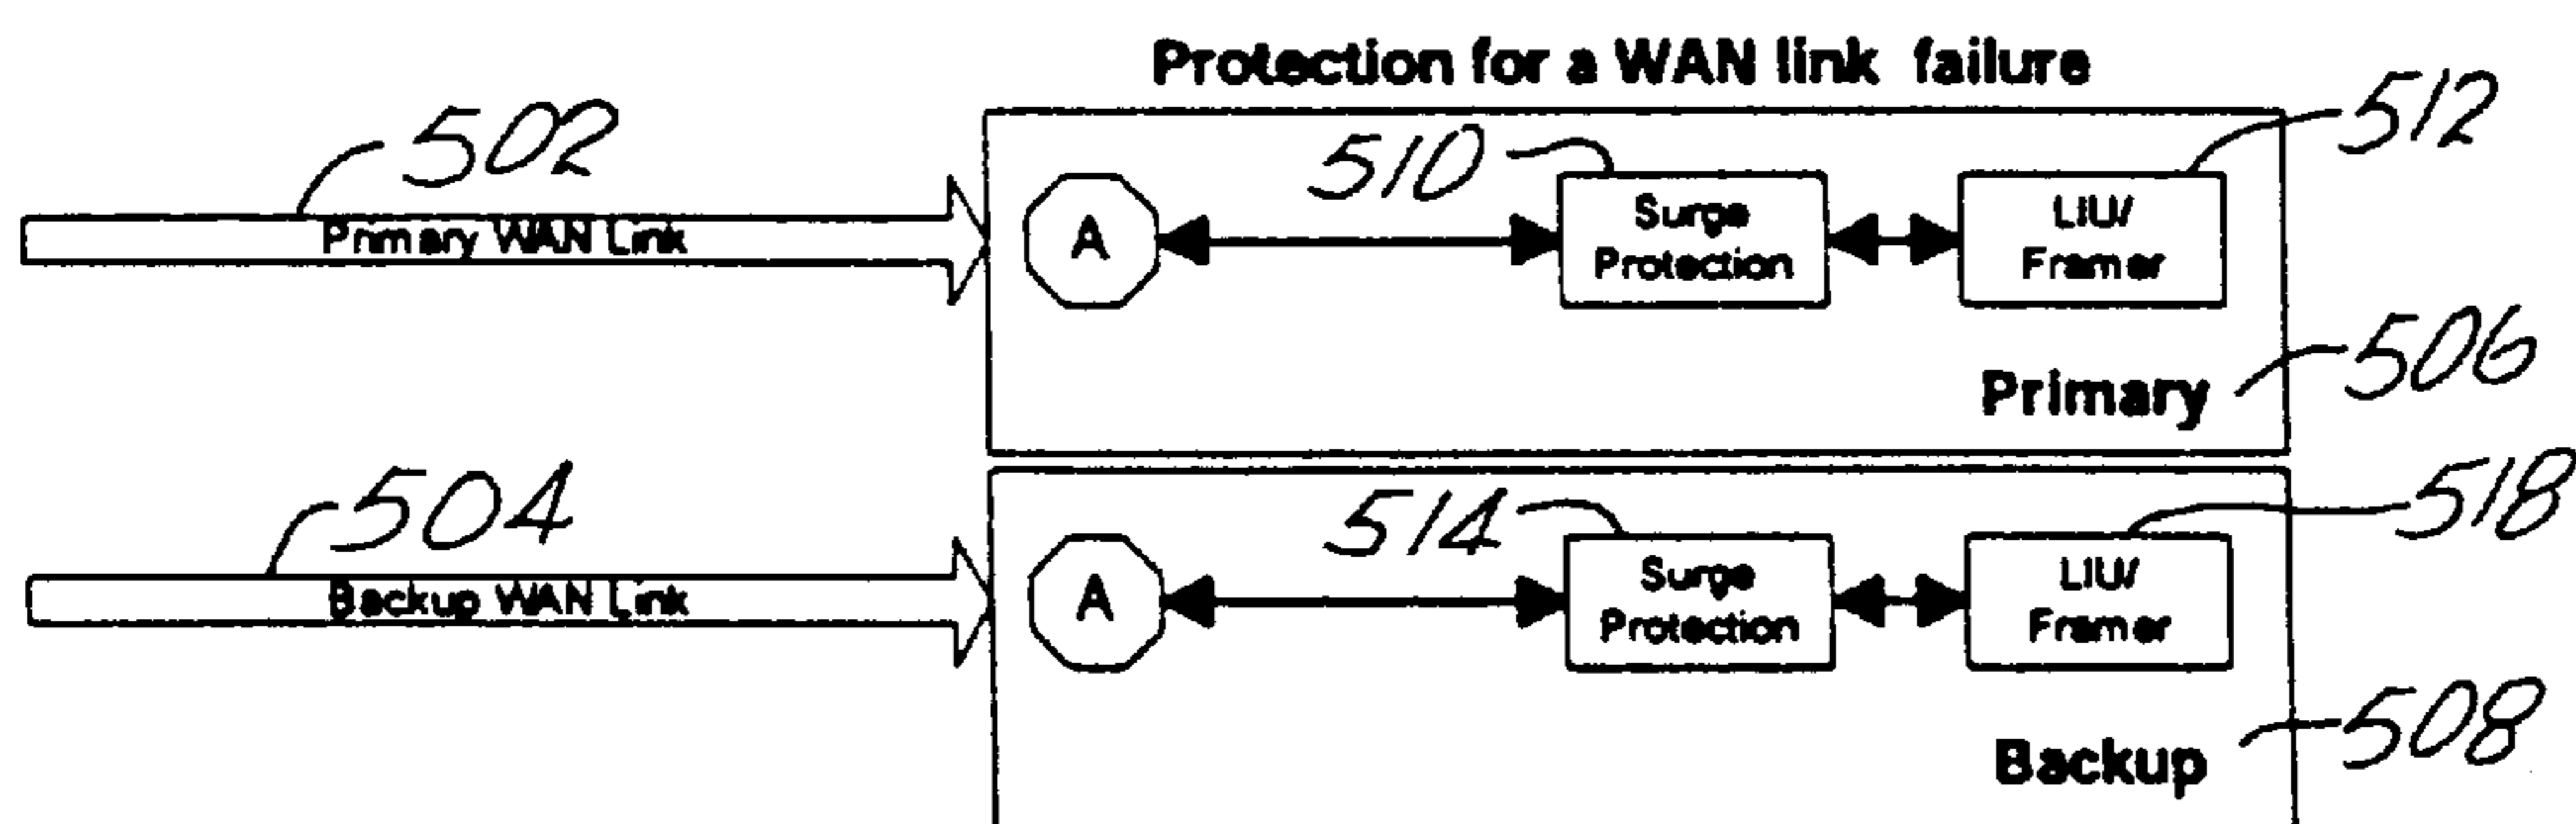 Protection for a WAN link failure
502
Primary WAN Link
A
510
Surge
Protection
512
LIU/
Framer
506
Primary
504
Backup WAN Link
A
514
Surge
Protection
518
LIU/
Framer
508
Backup